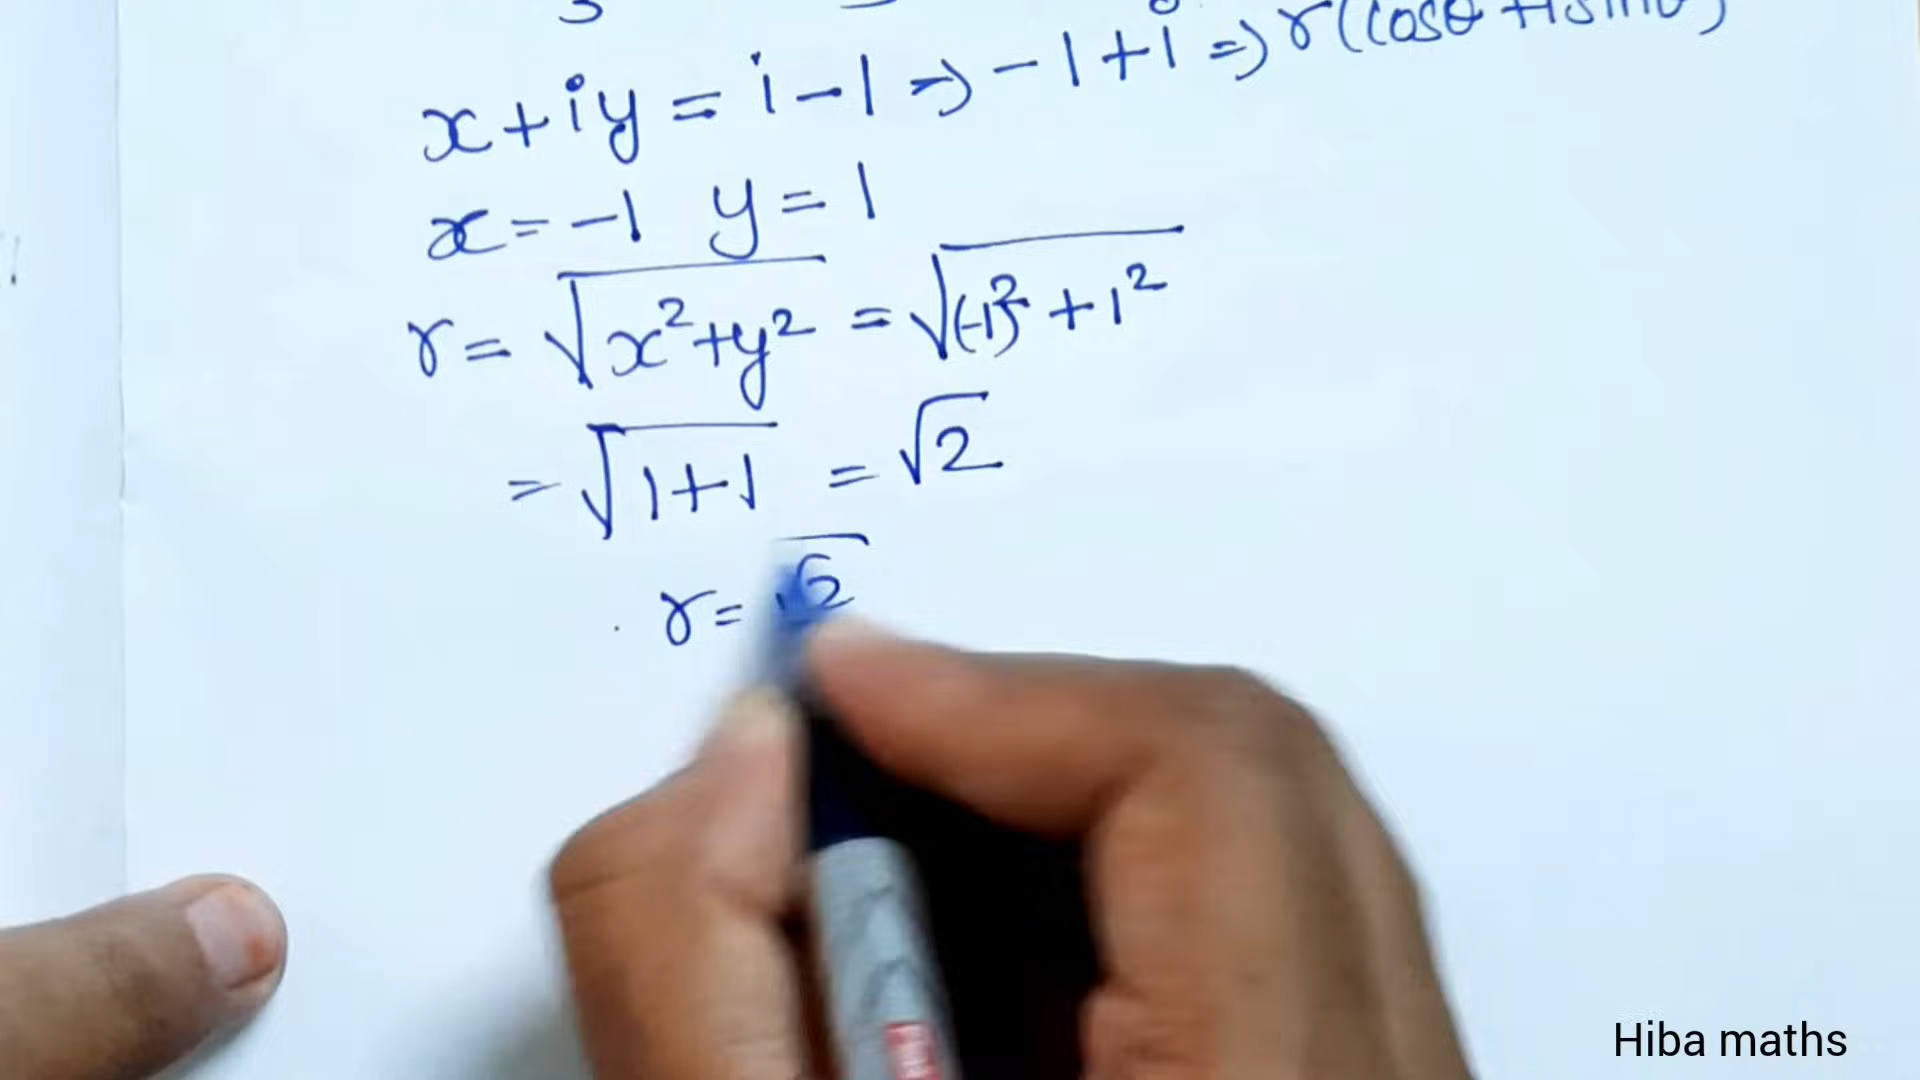 x+iy = i-1 => -1+i => r(cosθ +isinθ)
x = -1 y = 1
r = √x²+y² = √(-1)² + 1²
= √1+1 = √2
r = √2
Hiba maths